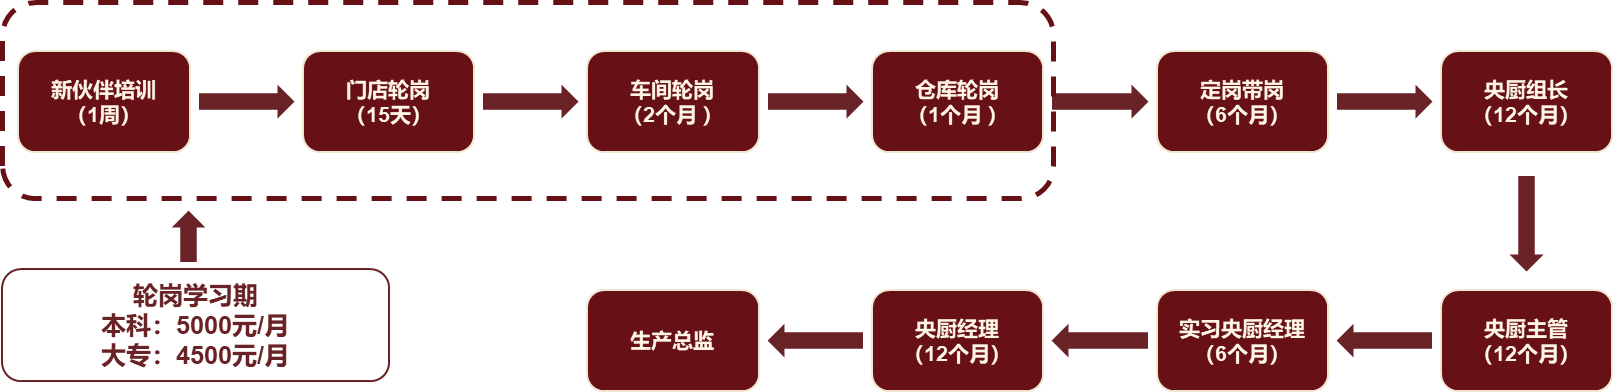 新伙伴培训
（1周）
门店轮岗
（15天）
车间轮岗
（2个月 ）
仓库轮岗
（1个月 ）
定岗带岗
（6个月）
央厨组长
（12个月）
央厨主管
（12个月）
实习央厨经理
（6个月）
央厨经理
（12个月）
生产总监
轮岗学习期
本科：5000元/月
大专：4500元/月